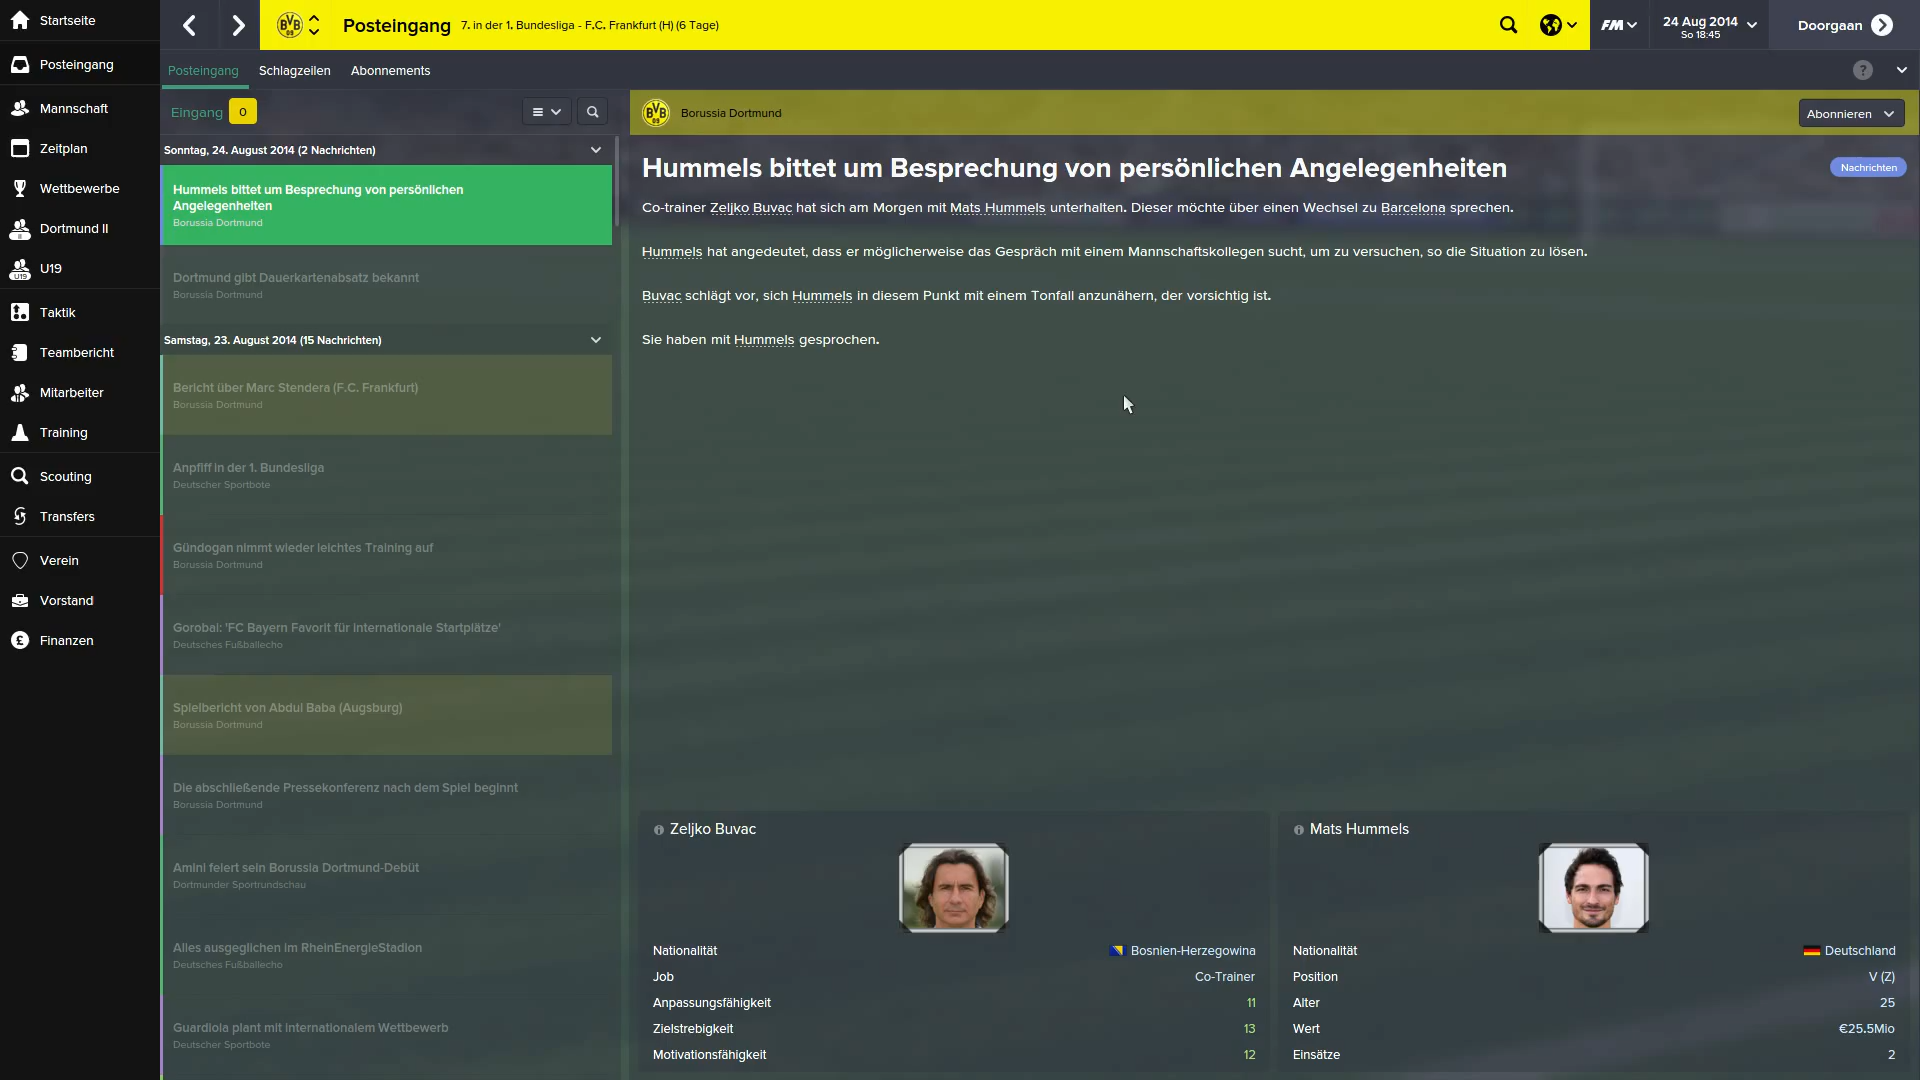 Startseite
Posteingang
Mannschaft
Zeitplan
Wettbewerbe
Dortmund II
U19
Taktik
Teambericht
Mitarbeiter
Training
Scouting
Transfers
Verein
Vorstand
Finanzen
BVB 09
Posteingang 7. in der 1. Bundesliga - F.C. Frankfurt (H) (6 Tage)
FM
24 Aug 2014
So 18:45
Doorgaan
Posteingang Schlagzeilen Abonnements
?
Eingang 0
Sonntag, 24. August 2014 (2 Nachrichten)
Hummels bittet um Besprechung von persönlichen
Angelegenheiten
Borussia Dortmund
Dortmund gibt Dauerkartenabsatz bekannt
Borussia Dortmund
Samstag, 23. August 2014 (15 Nachrichten)
Bericht über Marc Stendera (F.C. Frankfurt)
Borussia Dortmund
Anpfiff in der 1. Bundesliga
Deutscher Sportbote
Gündogan nimmt wieder leichtes Training auf
Borussia Dortmund
Gorobai: 'FC Bayern Favorit für internationale Startplätze'
Deutsches Fußballecho
Spielbericht von Abdul Baba (Augsburg)
Borussia Dortmund
Die abschließende Pressekonferenz nach dem Spiel beginnt
Borussia Dortmund
Amini feiert sein Borussia Dortmund-Debüt
Dortmunder Sportrundschau
Alles ausgeglichen im RheinEnergieStadion
Deutsches Fußballecho
Guardiola plant mit internationalem Wettbewerb
Deutscher Sportbote
BVB 09
Borussia Dortmund
Abonnieren
Hummels bittet um Besprechung von persönlichen Angelegenheiten
Nachrichten
Co-trainer Zeljko Buvac hat sich am Morgen mit Mats Hummels unterhalten. Dieser möchte über einen Wechsel zu Barcelona sprechen.
Hummels hat angedeutet, dass er möglicherweise das Gespräch mit einem Mannschaftskollegen sucht, um zu versuchen, so die Situation zu lösen.
Buvac schlägt vor, sich Hummels in diesem Punkt mit einem Tonfall anzunähern, der vorsichtig ist.
Sie haben mit Hummels gesprochen.
Zeljko Buvac
Nationalität Bosnien-Herzegowina
Job Co-Trainer
Anpassungsfähigkeit 11
Zielstrebigkeit 13
Motivationsfähigkeit 12
Mats Hummels
Nationalität Deutschland
Position V (Z)
Alter 25
Wert €25.5Mio
Einsätze 2